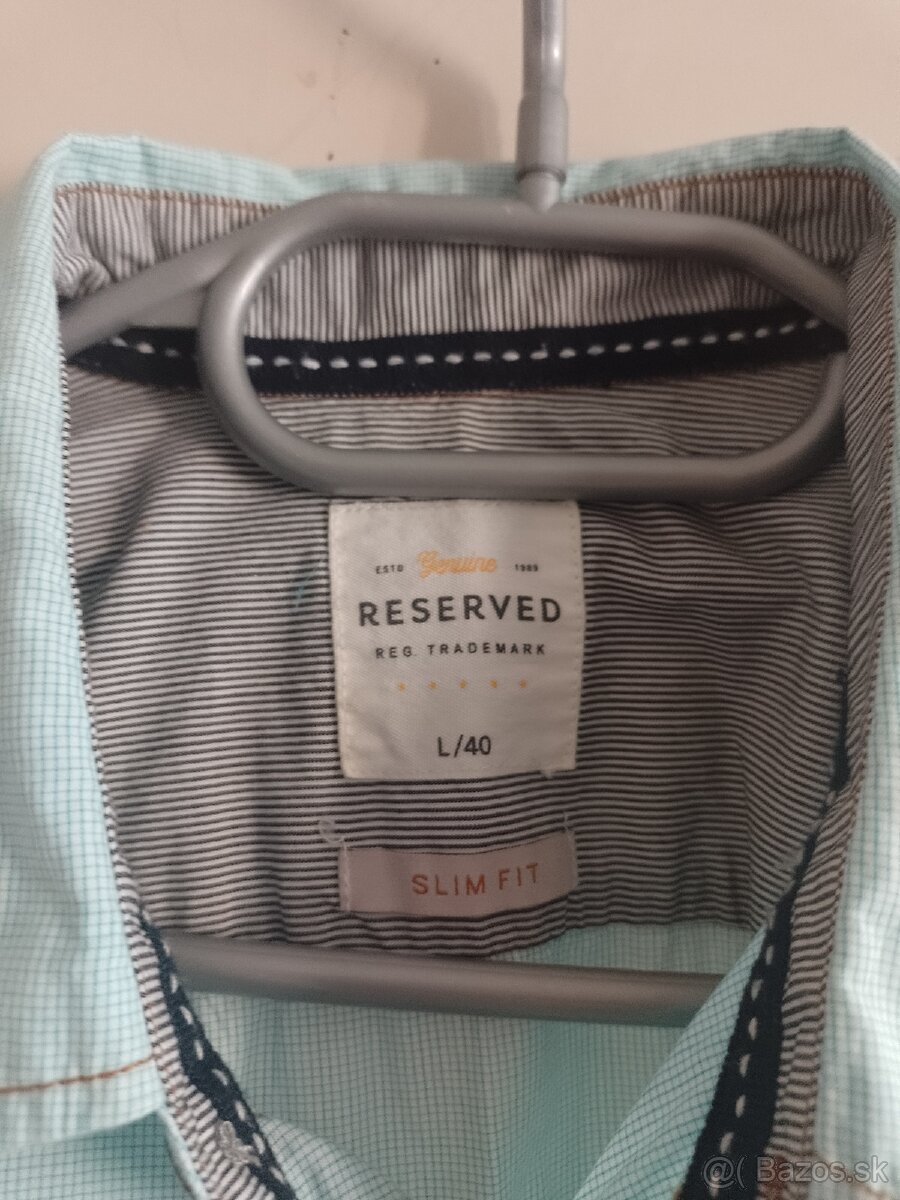 ESTD Genuine 1989
RESERVED
REG. TRADEMARK
L/40
SLIM FIT
@( Bazos.sk